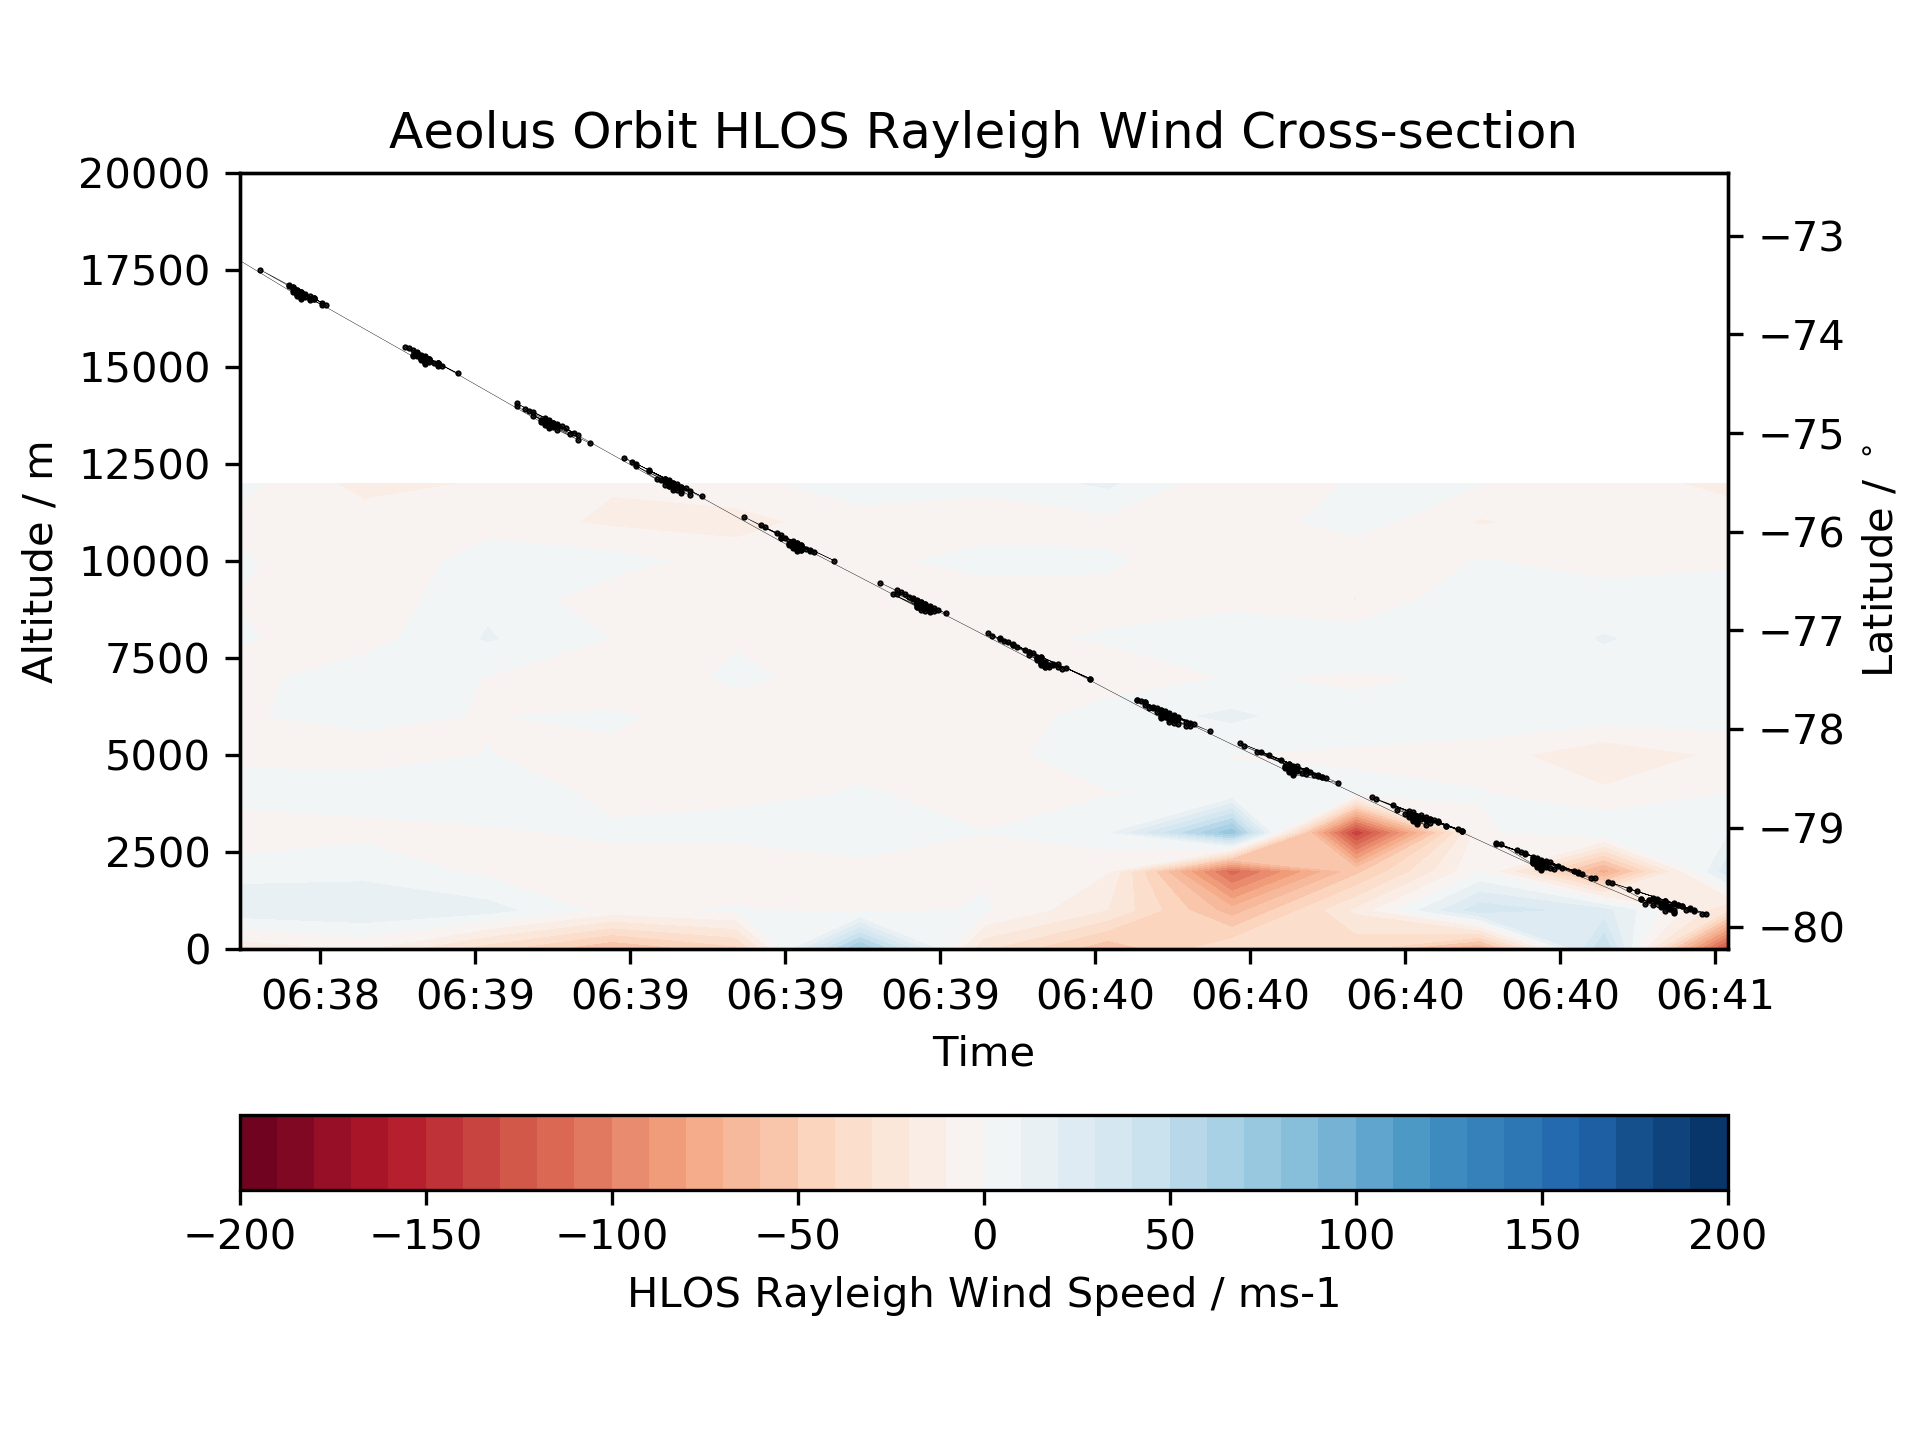 Aeolus Orbit HLOS Rayleigh Wind Cross-section
20000
17500
15000
12500
10000
7500
5000
2500
0
Altitude / m
−73
−74
−75
−76
−77
−78
−79
−80
Latitude / °
06:38 06:39 06:39 06:39 06:39 06:40 06:40 06:40 06:40 06:41
Time
−200 −150 −100 −50 0 50 100 150 200
HLOS Rayleigh Wind Speed / ms-1